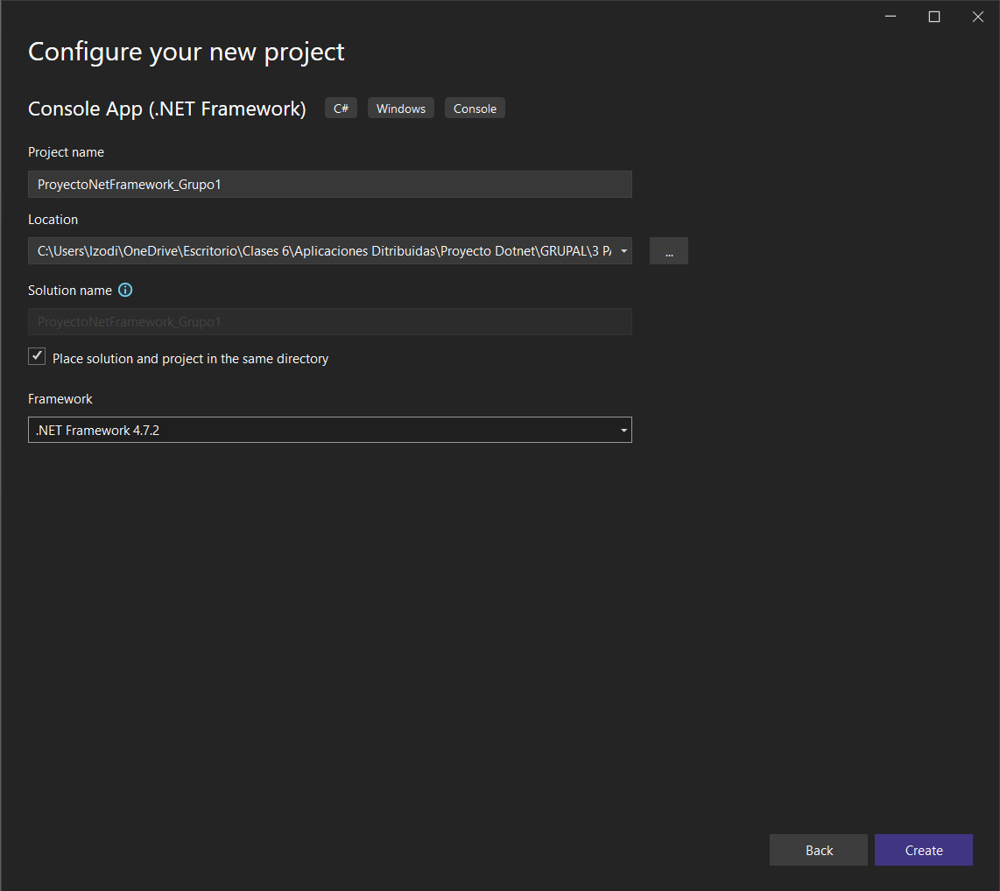 Configure your new project
Console App (.NET Framework) C# Windows Console
Project name
ProyectoNetFramework_Grupo1
Location
C:\Users\Izodi\OneDrive\Escritorio\Clases 6\Aplicaciones Ditribuidas\Proyecto Dotnet\GRUPAL\3 PA
...
Solution name
ProyectoNetFramework_Grupo1
Place solution and project in the same directory
Framework
.NET Framework 4.7.2
Back Create